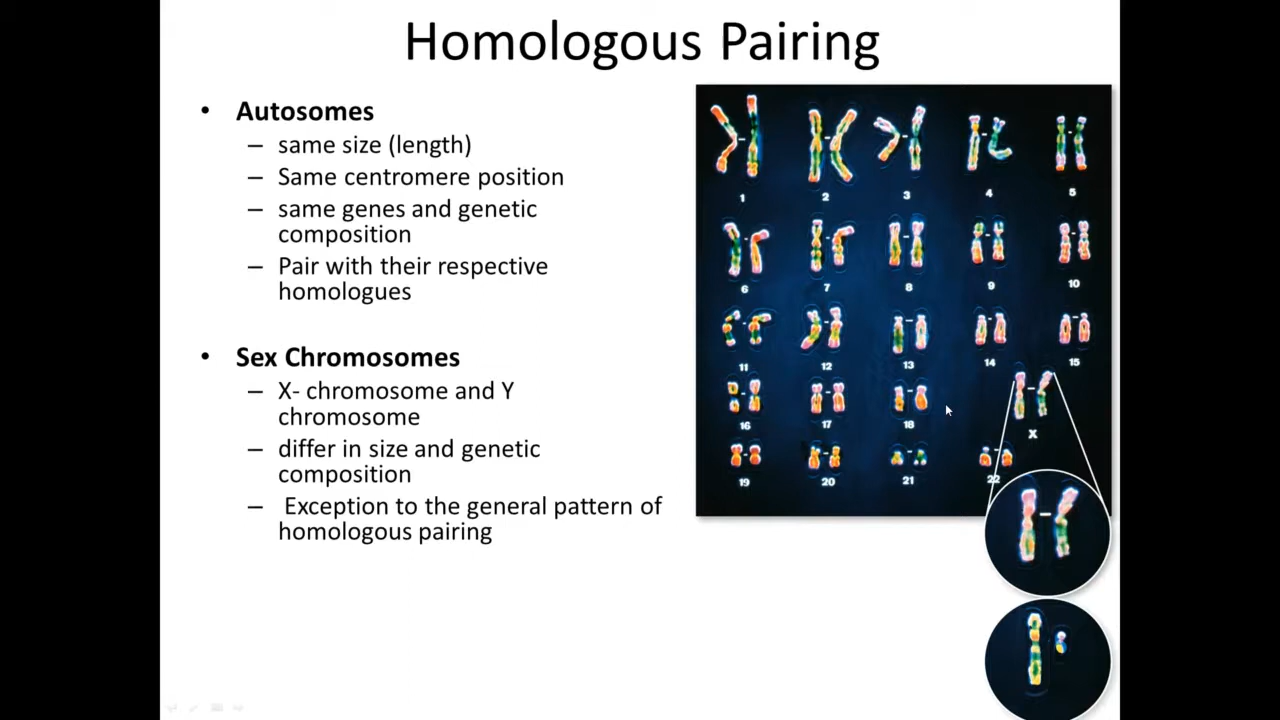 Homologous Pairing
• Autosomes
– same size (length)
– Same centromere position
– same genes and genetic
composition
– Pair with their respective
homologues
• Sex Chromosomes
– X- chromosome and Y
chromosome
– differ in size and genetic
composition
– Exception to the general pattern of
homologous pairing
1 2 3 4 5
6 7 8 9 10
11 12 13 14 15
16 17 18 X
19 20 21 22